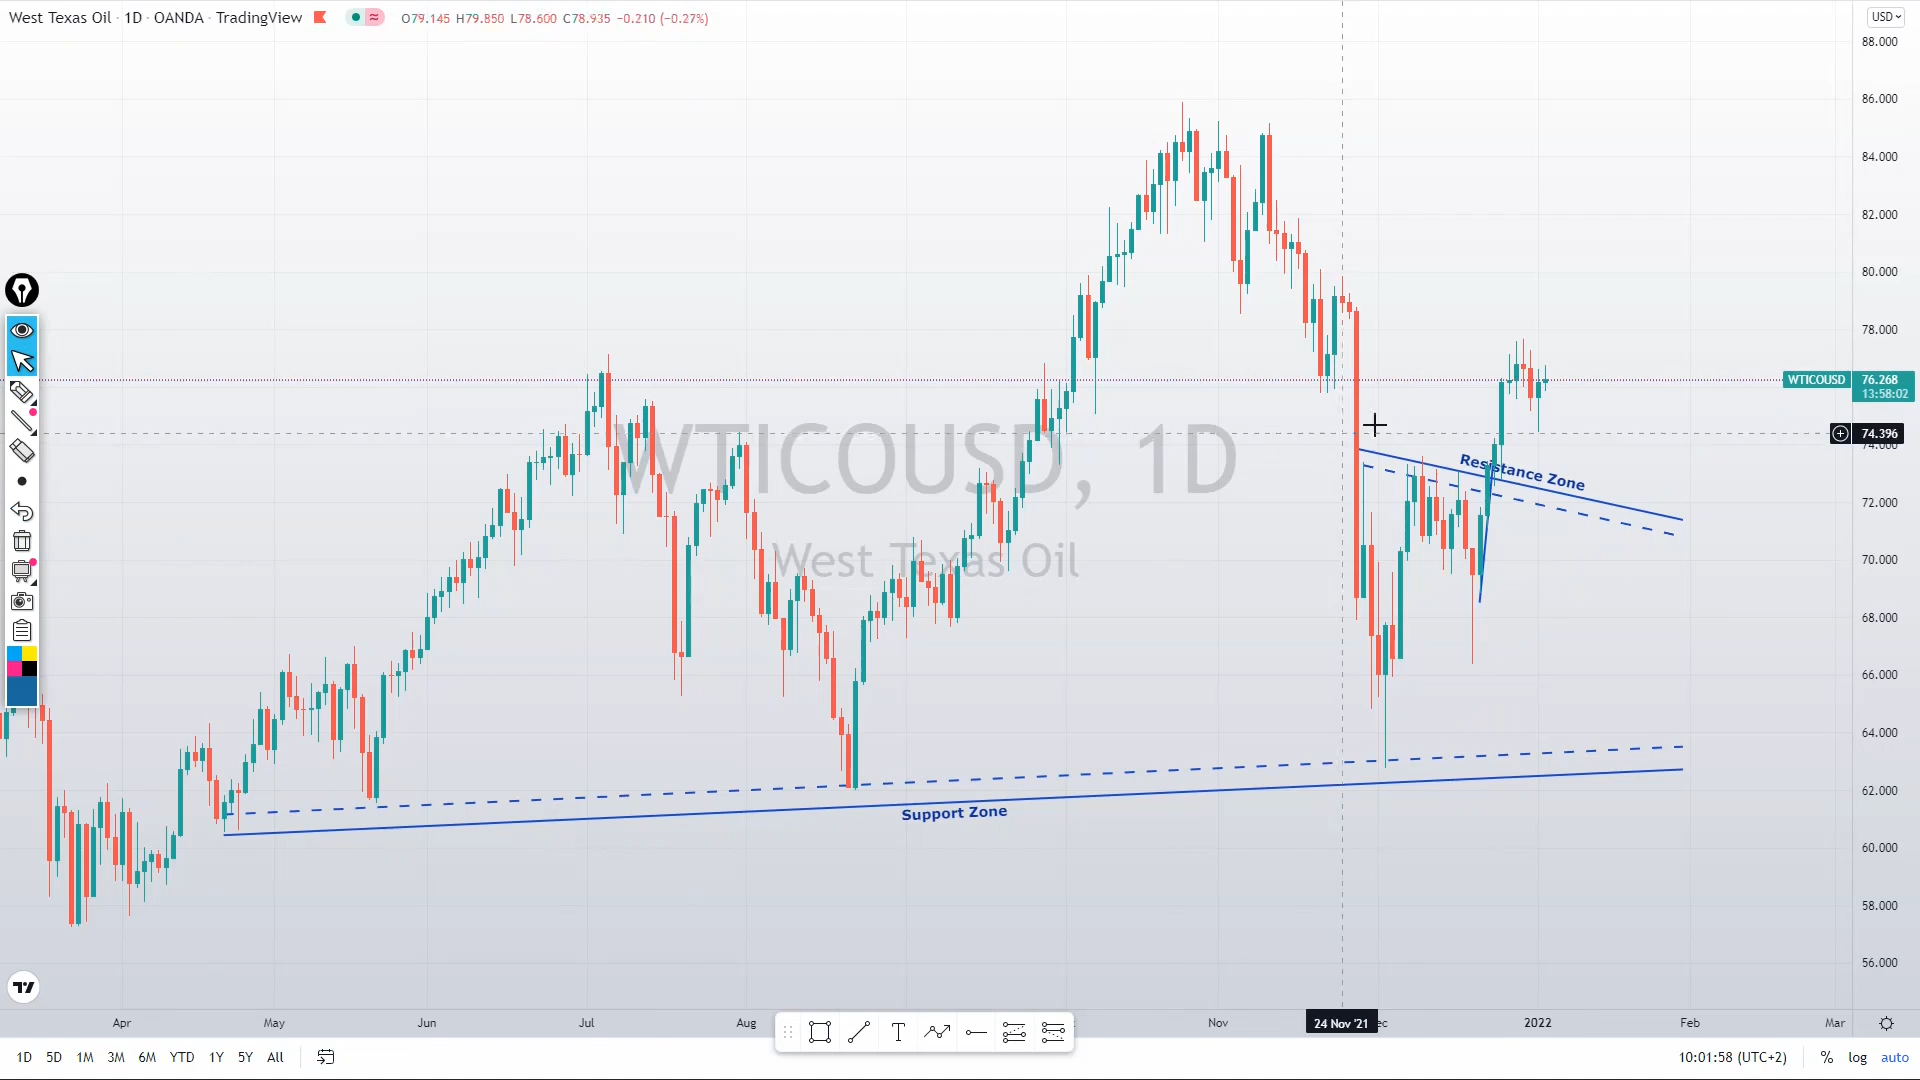 West Texas Oil · 1D · OANDA · TradingView
O79.145 H79.850 L78.600 C78.935 −0.210 (−0.27%)
USD
88.000
86.000
84.000
82.000
80.000
78.000
WTICOUSD 76.268
13:58:02
74.396
74.000
WTICOUSD, 1D
Resistance Zone
72.000
West Texas Oil
70.000
68.000
66.000
64.000
62.000
Support Zone
60.000
58.000
56.000
Apr May Jun Jul Aug Nov 24 Nov '21 2022 Feb Mar
1D 5D 1M 3M 6M YTD 1Y 5Y All
10:01:58 (UTC+2) % log auto